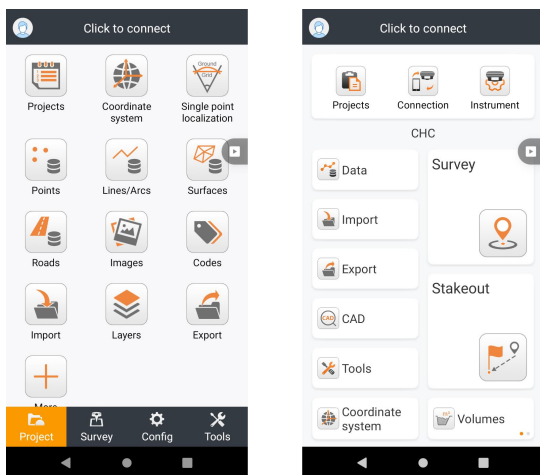 Click to connect
Projects
Coordinate
system
Ground
Grid
Single point
localization
Points
Lines/Arcs
Surfaces
Roads
Images
Codes
Import
Layers
Export
More
Project
Survey
Config
Tools
Click to connect
Projects
Connection
Instrument
CHC
Data
Survey
Import
Export
Stakeout
CAD
CAD
Tools
Coordinate
system
m³
Volumes